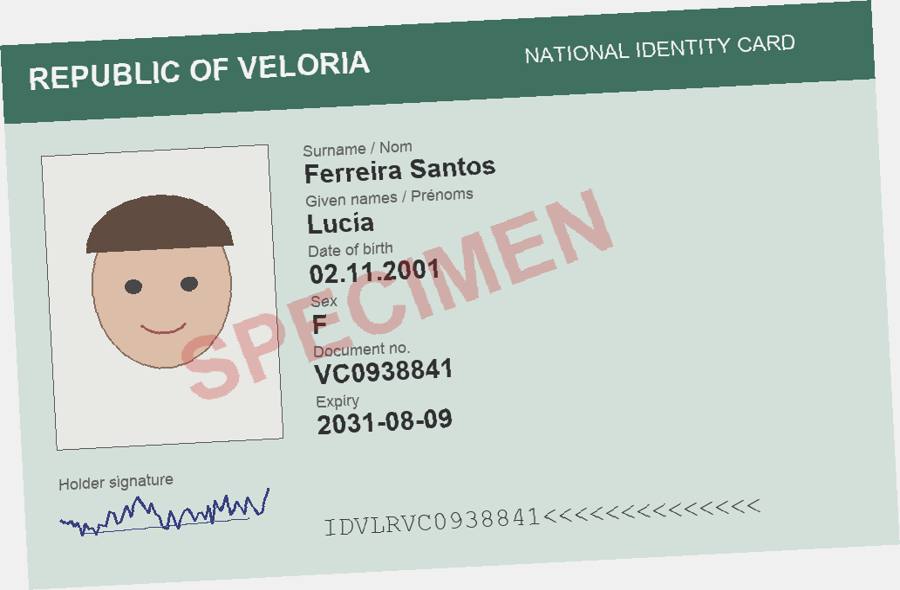 REPUBLIC OF VELORIA
NATIONAL IDENTITY CARD
Surname / Nom
Ferreira Santos
Given names / Prénoms
Lucía
Date of birth
02.11.2001
Sex
F
Document no.
VC0938841
Expiry
2031-08-09
SPECIMEN
Holder signature
IDVLRVC0938841<<<<<<<<<<<<<<